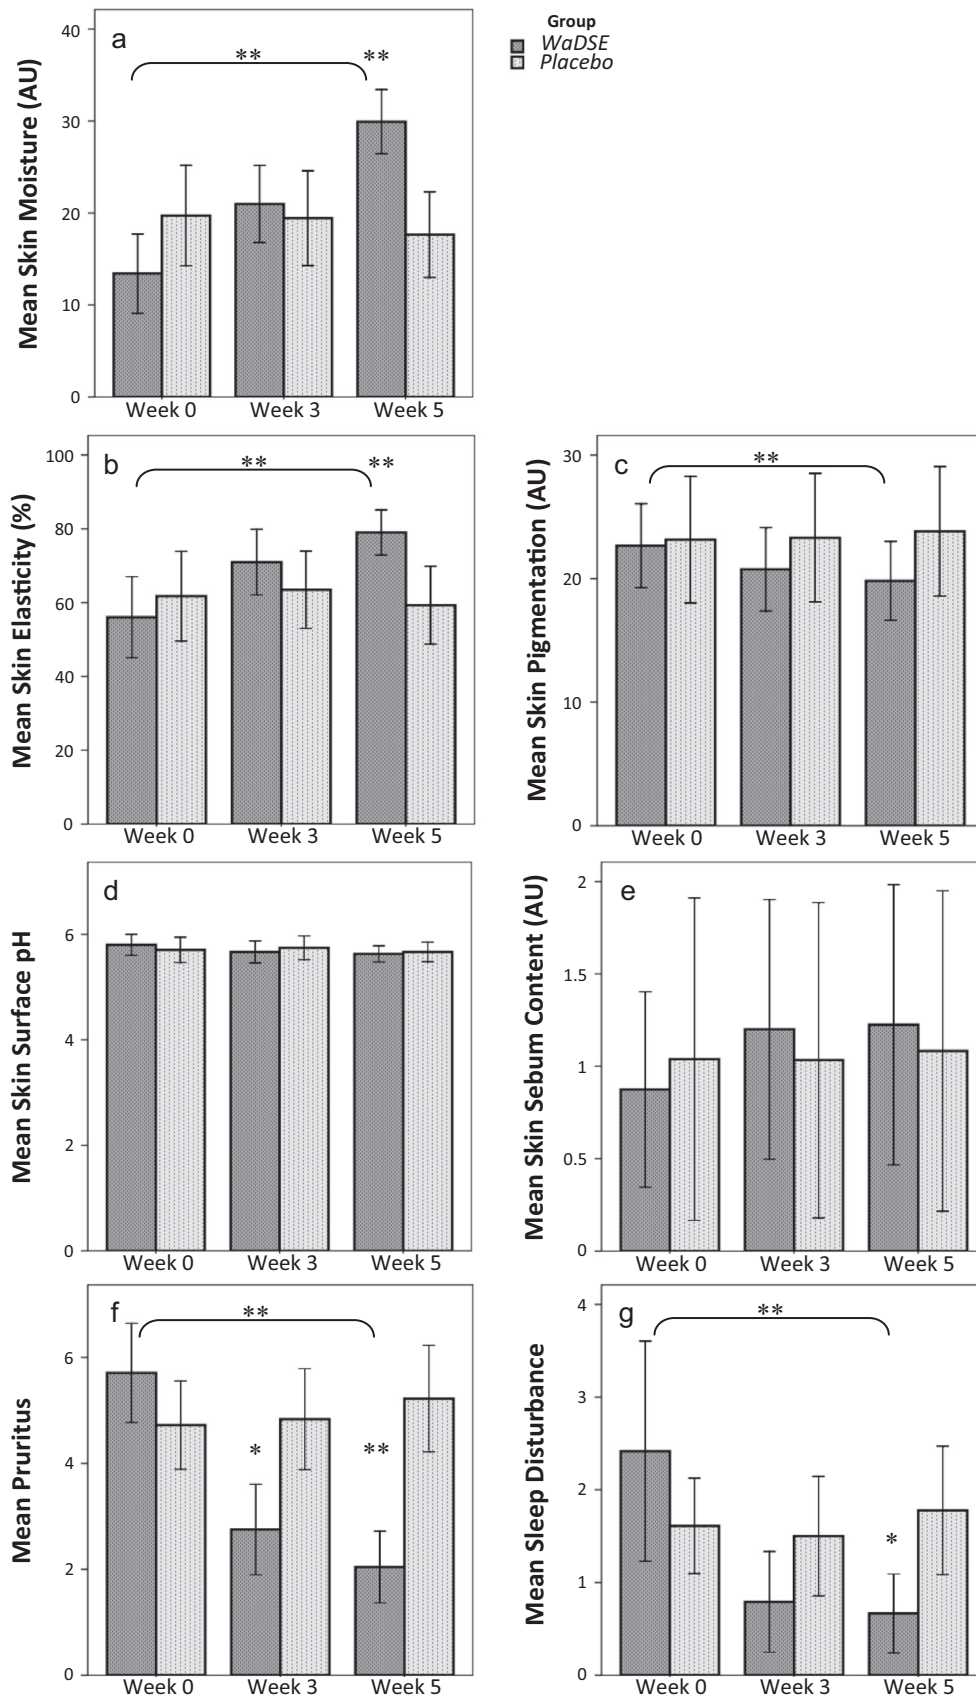 a
Mean Skin Moisture (AU)
40
30
20
10
0
** **
Week 0 Week 3 Week 5
Group
WaDSE
Placebo
b
Mean Skin Elasticity (%)
100
80
60
40
20
0
** **
Week 0 Week 3 Week 5
c
Mean Skin Pigmentation (AU)
30
20
10
0
**
Week 0 Week 3 Week 5
d
Mean Skin Surface pH
6
4
2
0
Week 0 Week 3 Week 5
e
Mean Skin Sebum Content (AU)
2
1.5
1
0.5
0
Week 0 Week 3 Week 5
f
Mean Pruritus
6
4
2
0
**
* **
Week 0 Week 3 Week 5
g
Mean Sleep Disturbance
4
3
2
1
0
**
*
Week 0 Week 3 Week 5